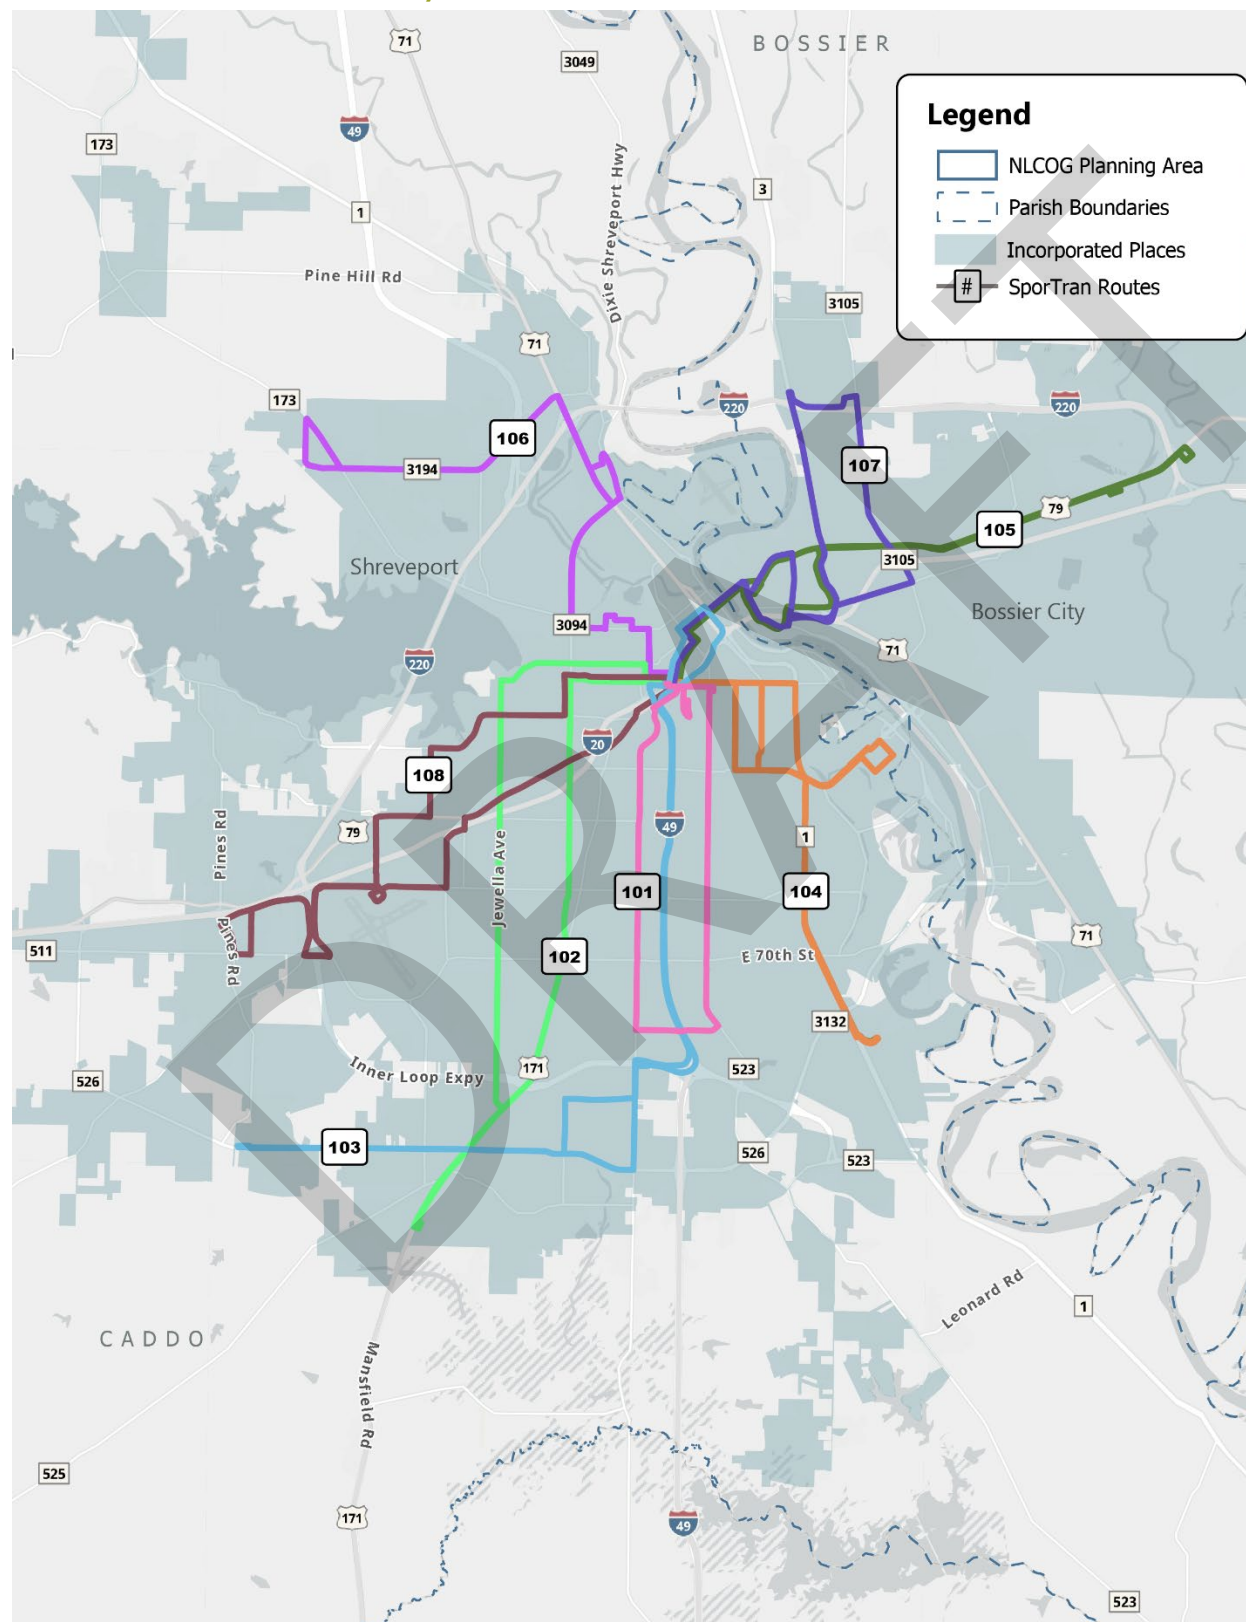 BOSSIER
71
3049
Legend
49
173
NLCOG Planning Area
3
Parish Boundaries
1
Dixie Shreveport Hwy
Incorporated Places
Pine Hill Rd
# SporTran Routes
3105
71
173
220
220
106
3194
107
79
105
3105
Shreveport
Bossier City
3094
71
220
20
108
79
49
1
Pines Rd
Jewella Ave
101
104
71
511
Pines Rd
102
E 70th St
3132
171
523
Inner Loop Expy
526
103
526
523
Leonard Rd
1
CADDO
Mansfield Rd
525
171
49
523
DRAFT